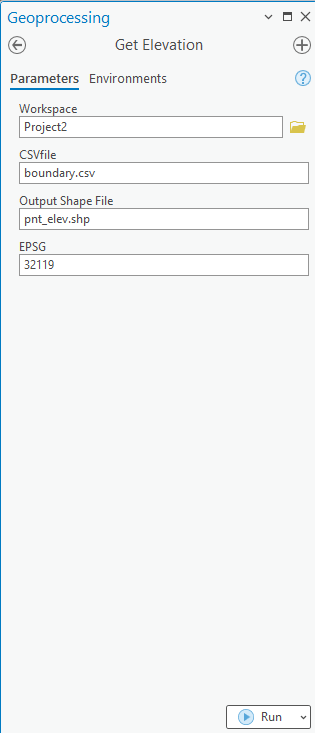 Geoprocessing
Get Elevation
Parameters Environments
Workspace
Project2
CSVfile
boundary.csv
Output Shape File
pnt_elev.shp
EPSG
32119
Run